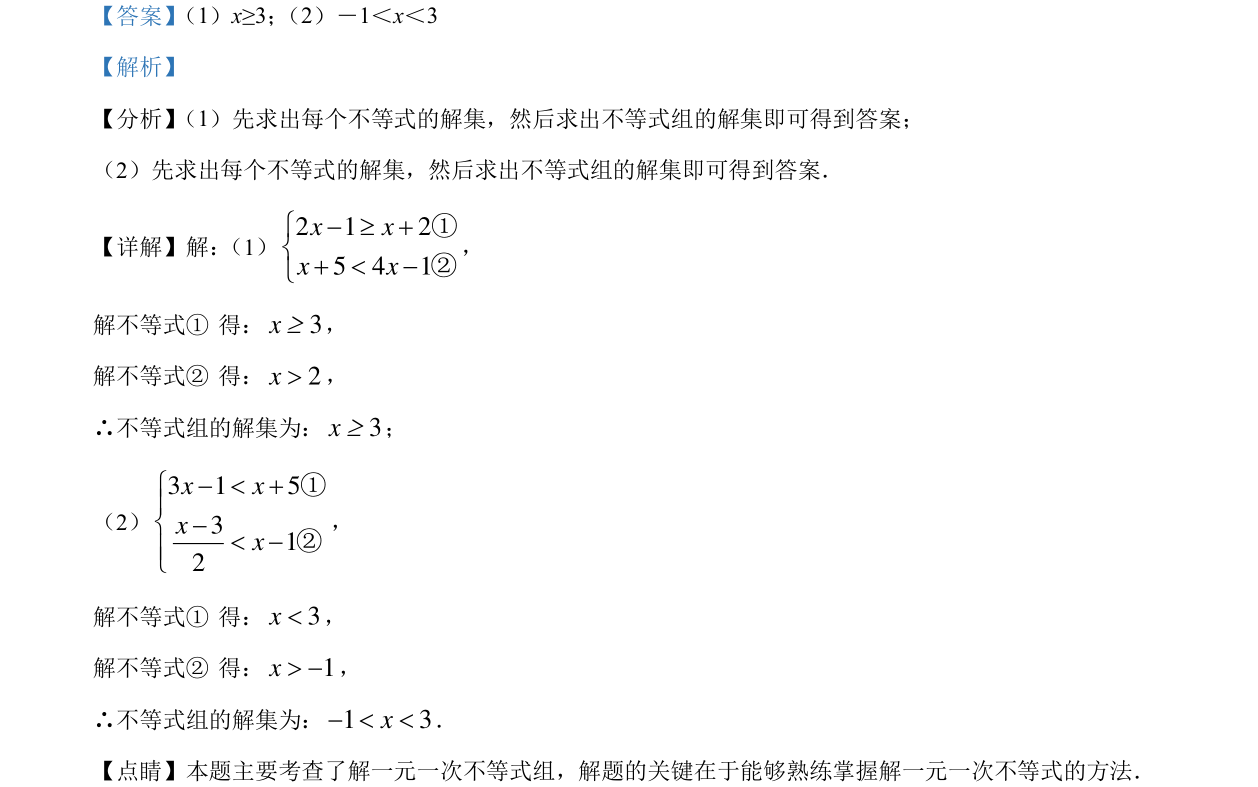 【答案】（1）x≥3；（2）－1＜x＜3
【解析】
【分析】（1）先求出每个不等式的解集，然后求出不等式组的解集即可得到答案；
（2）先求出每个不等式的解集，然后求出不等式组的解集即可得到答案．
【详解】解：（1）{2x−1≥x+2①
x+5<4x−1②，
解不等式① 得：x≥3，
解不等式② 得：x>2，
∴不等式组的解集为：x≥3；
（2）{3x−1<x+5①
(x−3)/2<x−1②，
解不等式① 得：x<3，
解不等式② 得：x>−1，
∴不等式组的解集为：−1<x<3．
【点睛】本题主要考查了解一元一次不等式组，解题的关键在于能够熟练掌握解一元一次不等式的方法．